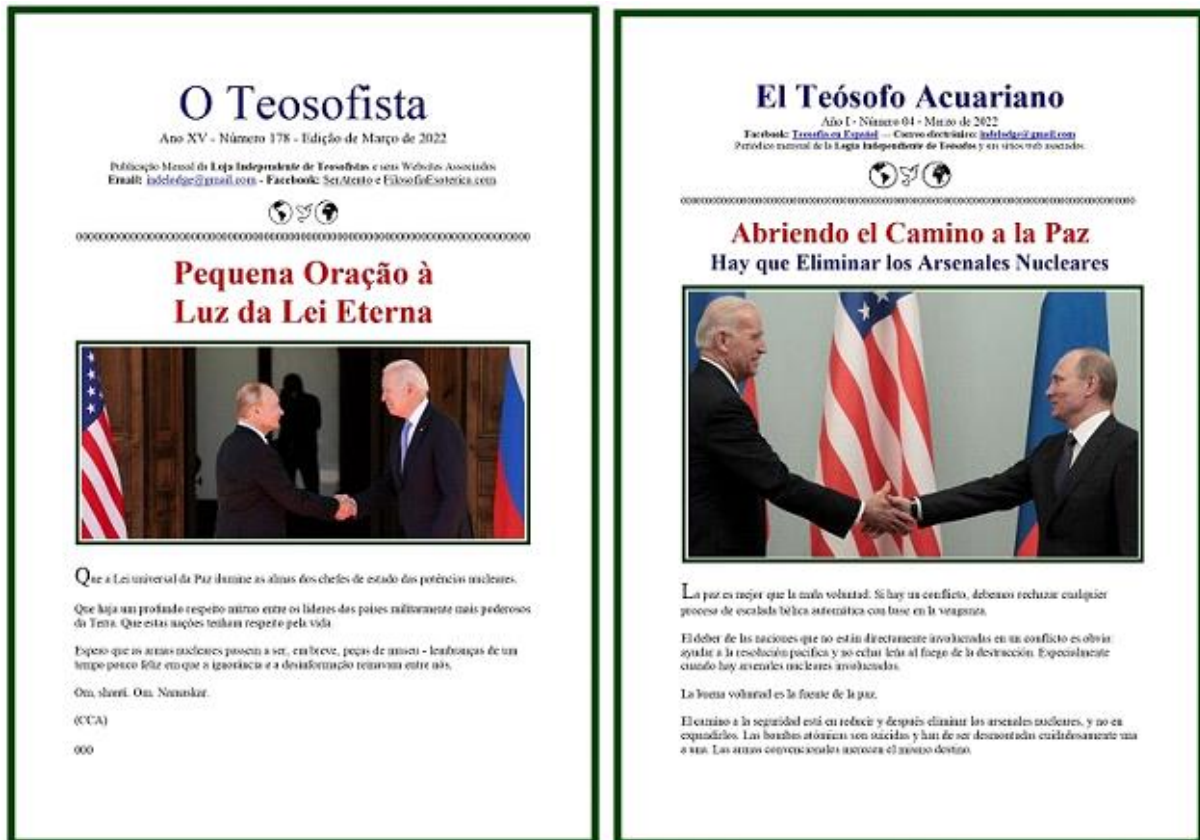 O Teosofista
Ano XV - Número 178 - Edição de Março de 2022
Publicação Mensal da Loja Independente de Teosofistas e seus Websites Associados
Email: indelodge@gmail.com - Facebook: SerAtento e FilosofiaEsoterica.com
Pequena Oração à
Luz da Lei Eterna
Que a Lei universal da Paz ilumine as almas dos chefes de estado das potências nucleares.
Que haja um profundo respeito mútuo entre os líderes dos países militarmente mais poderosos
da Terra. Que estas nações tenham respeito pela vida.
Espero que as armas nucleares passem a ser, em breve, peças de museu - lembranças de um
tempo pouco feliz em que a ignorância e a desinformação reinavam entre nós.
Om, shanti. Om. Namaskar.
(CCA)
000
El Teósofo Acuariano
Año I - Número 04 - Marzo de 2022
Facebook: Teosofía en Español --- Correo electrónico: indelodge@gmail.com
Periódico mensual de la Logia Independiente de Teósofos y sus sitios web asociados
Abriendo el Camino a la Paz
Hay que Eliminar los Arsenales Nucleares
La paz es mejor que la mala voluntad. Si hay un conflicto, debemos rechazar cualquier
proceso de escalada bélica automática con base en la venganza.
El deber de las naciones que no están directamente involucradas en un conflicto es obvio:
ayudar a la resolución pacífica y no echar leña al fuego de la destrucción. Especialmente
cuando hay arsenales nucleares involucrados.
La buena voluntad es la fuente de la paz.
El camino a la seguridad está en reducir y después eliminar los arsenales nucleares, y no en
expandirlos. Las bombas atómicas son suicidas y han de ser desmontadas cuidadosamente una
a una. Las armas convencionales merecen el mismo destino.